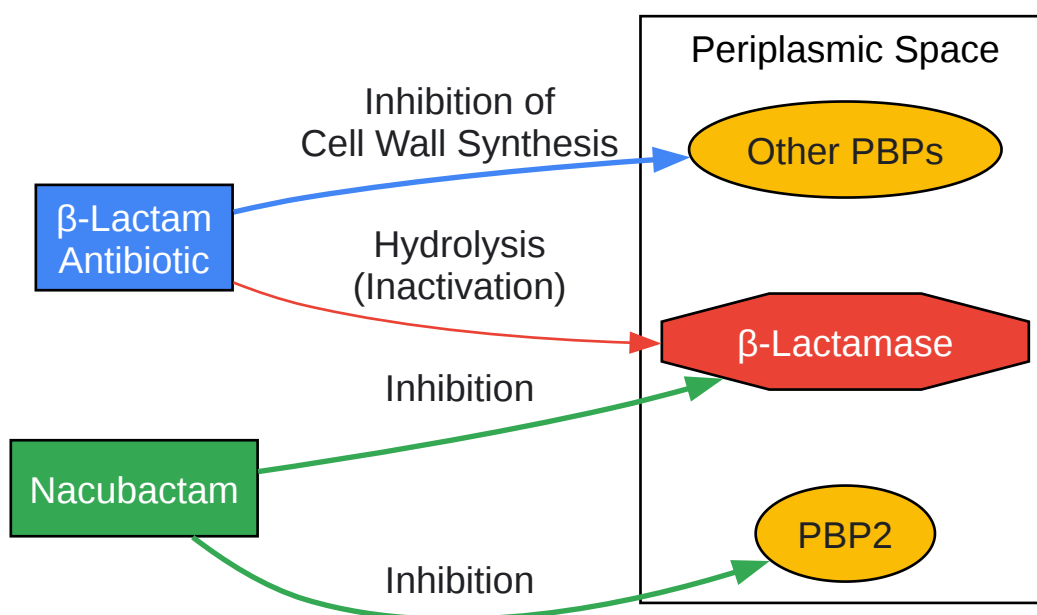 Periplasmic Space
Inhibition of
Cell Wall Synthesis
Other PBPs
β-Lactam
Antibiotic
Hydrolysis
(Inactivation)
β-Lactamase
Inhibition
Nacubactam
PBP2
Inhibition